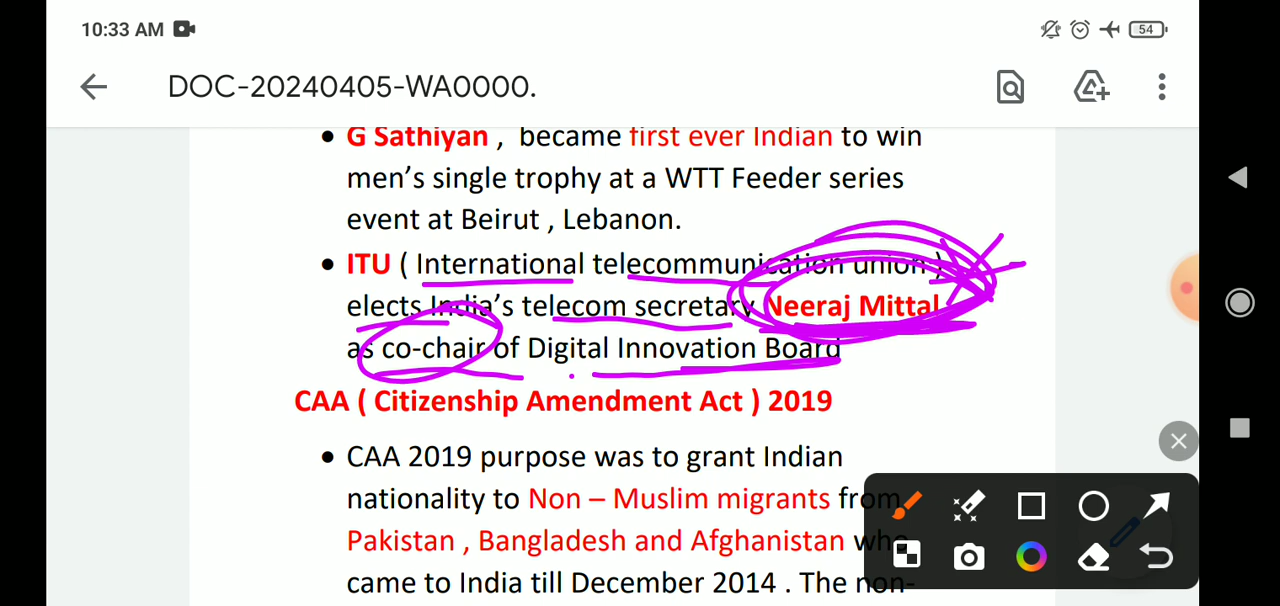 10:33 AM
54
DOC-20240405-WA0000.
• G Sathiyan , became first ever Indian to win
men's single trophy at a WTT Feeder series
event at Beirut , Lebanon.
• ITU ( International telecommunication union )
elects India's telecom secretary Neeraj Mittal
as co-chair of Digital Innovation Board
CAA ( Citizenship Amendment Act ) 2019
• CAA 2019 purpose was to grant Indian
nationality to Non – Muslim migrants from
Pakistan , Bangladesh and Afghanistan who
came to India till December 2014 . The non-